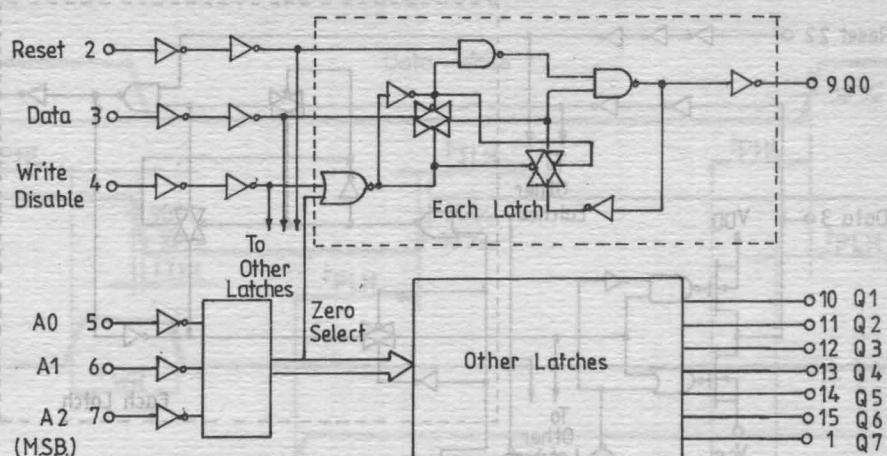 Reset 2
Data 3
Write
Disable 4
9 Q0
Each Latch
To
Other
Latches
Zero
Select
A0 5
A1 6
A2 7
(M.S.B.)
Other Latches
10 Q1
11 Q2
12 Q3
13 Q4
14 Q5
15 Q6
1 Q7